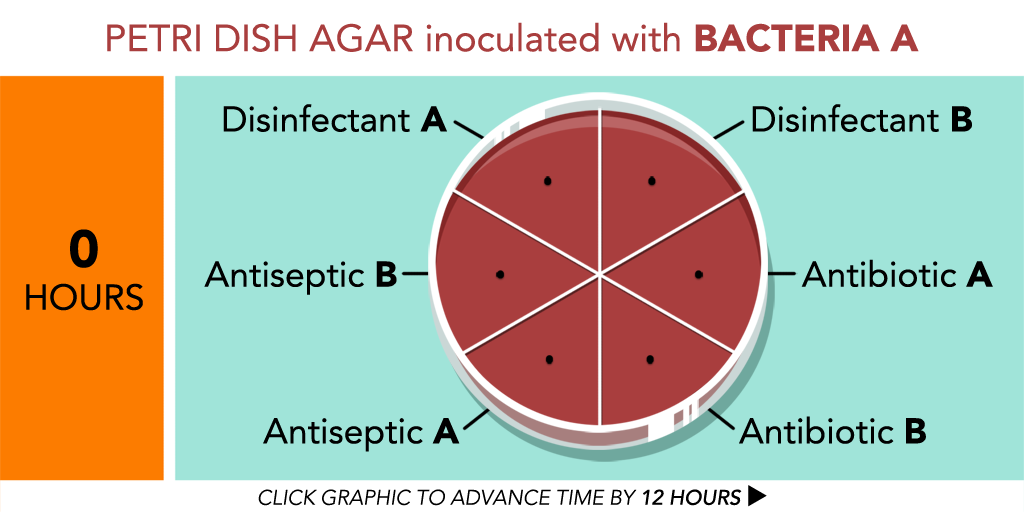 PETRI DISH AGAR inoculated with BACTERIA A
Disinfectant A
Disinfectant B
0
HOURS
Antiseptic B
Antibiotic A
Antiseptic A
Antibiotic B
CLICK GRAPHIC TO ADVANCE TIME BY 12 HOURS ▶